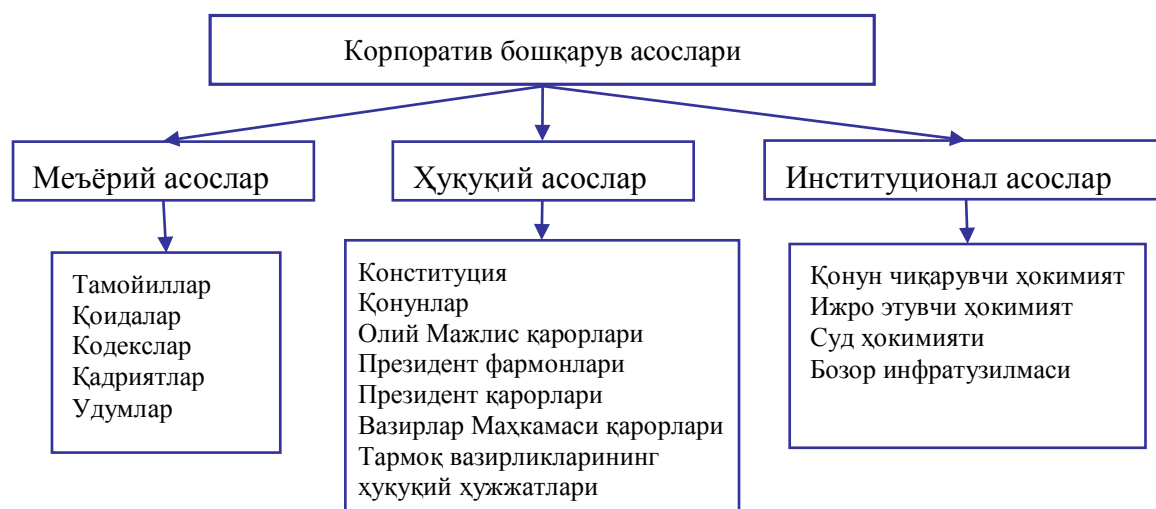 Корпоратив бошқарув асослари
Меъёрий асослар
Ҳуқуқий асослар
Институционал асослар
Тамойиллар
Қоидалар
Кодекслар
Қадриятлар
Удумлар
Конституция
Қонунлар
Олий Мажлис қарорлари
Президент фармонлари
Президент қарорлари
Вазирлар Маҳкамаси қарорлари
Тармоқ вазирликларининг
ҳуқуқий ҳужжатлари
Қонун чиқарувчи ҳокимият
Ижро этувчи ҳокимият
Суд ҳокимияти
Бозор инфратузилмаси